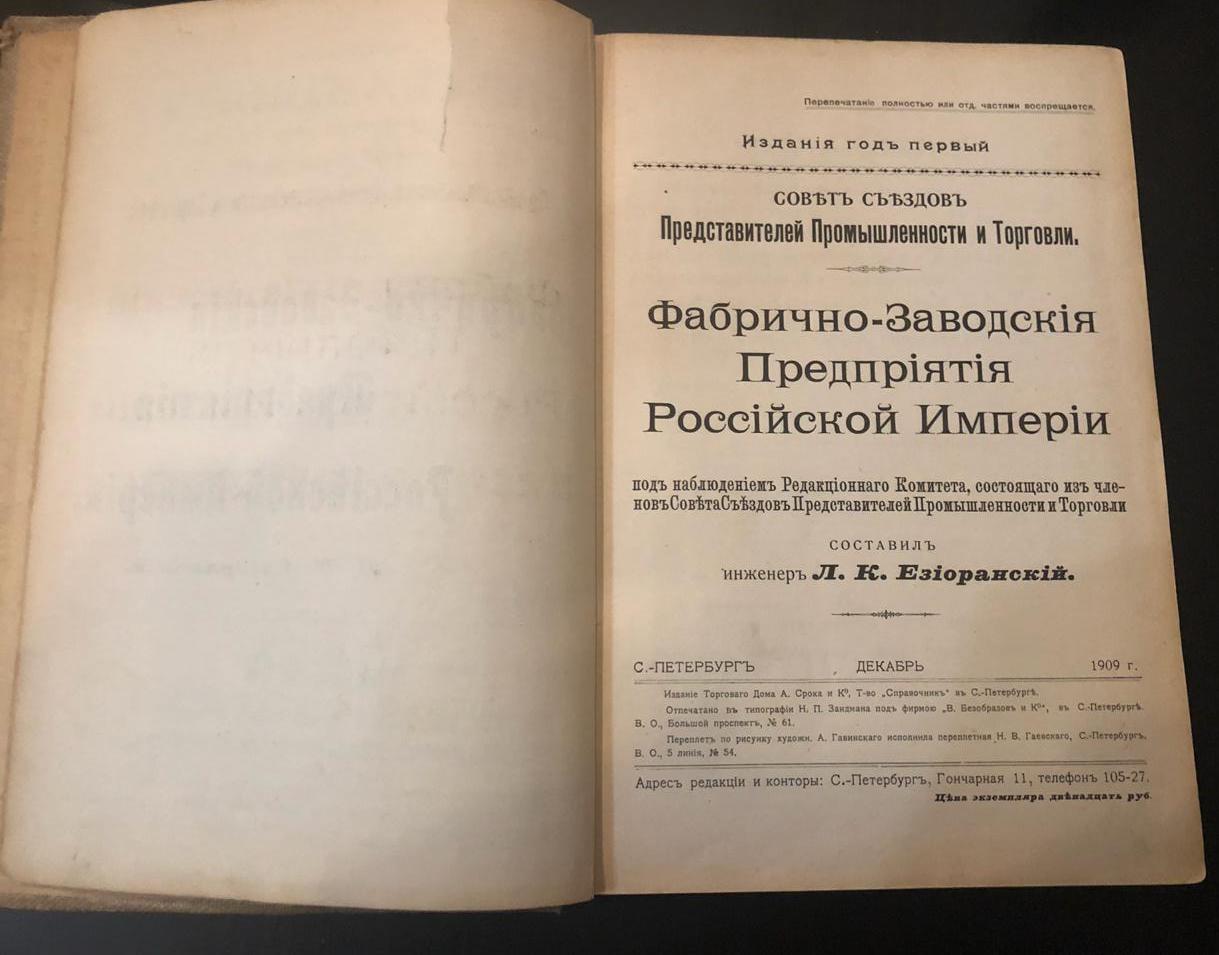 Перепечатаніе полностью или отд. частями воспрещается.
Изданія годъ первый
СОВѢТЪ СЪѢЗДОВЪ
Представителей Промышленности и Торговли.
Фабрично-Заводскія
Предпріятія
Россійской Имперіи
подъ наблюденіемъ Редакціоннаго Комитета, состоящаго изъ чле-
новъ Совѣта Съѣздовъ Представителей Промышленности и Торговли
СОСТАВИЛЪ
инженеръ Л. К. Езіоранскій.
С.-ПЕТЕРБУРГЪ ДЕКАБРЬ 1909 г.
Изданіе Торговаго Дома А. Срока и Кº, Т-во „Справочникъ" въ С.-Петербургѣ.
Отпечатано въ типографіи Н. П. Зандмана подъ фирмою „В. Безобразовъ и Кº", въ С.-Петербургѣ.
В. О., Большой проспектъ, № 61.
Переплетъ по рисунку художн. А. Гавинскаго исполнила переплетная Н. В. Гаевскаго, С.-Петербургъ,
В. О., 5 линія, № 54.
Адресъ редакціи и конторы: С.-Петербургъ, Гончарная 11, телефонъ 105-27.
Цѣна экземпляра двѣнадцать руб.